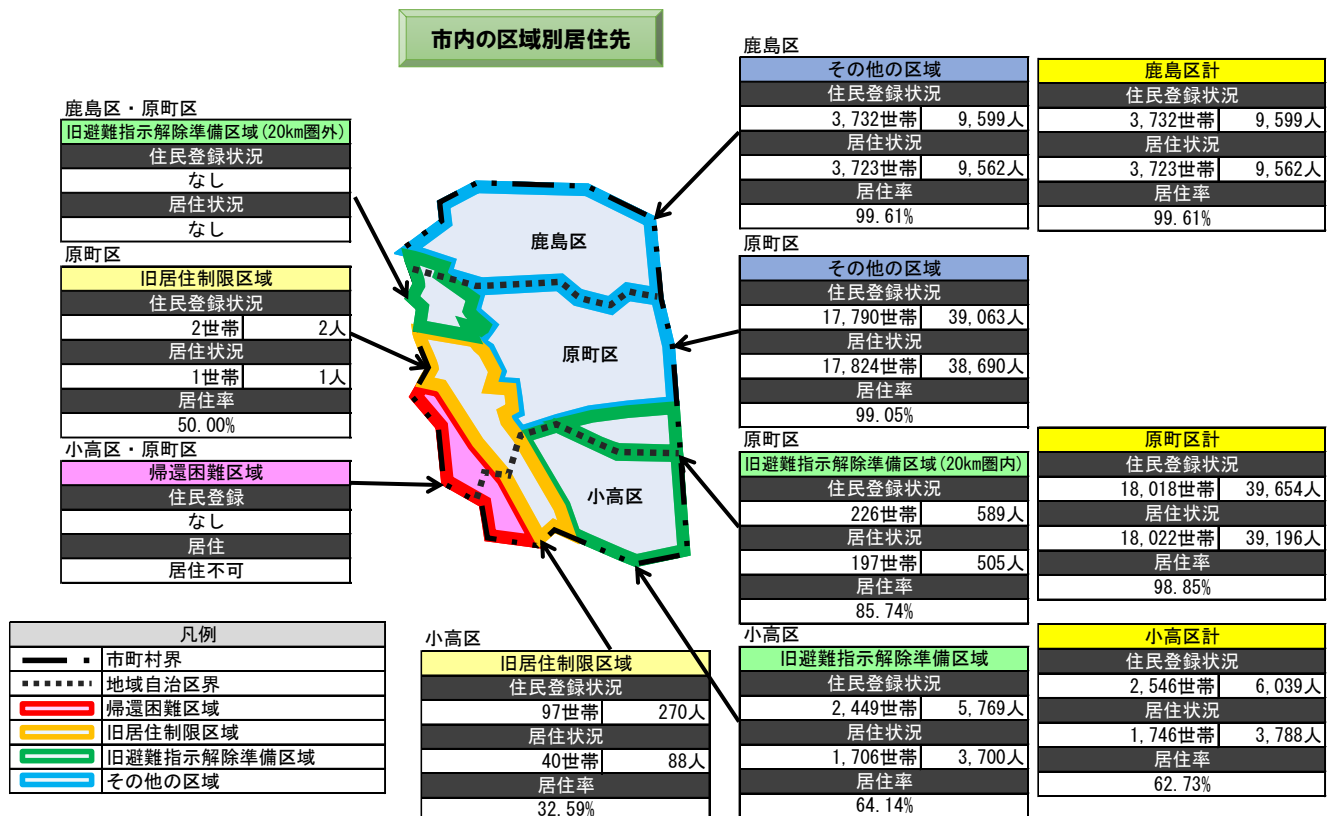 市内の区域別居住先
鹿島区・原町区
旧避難指示解除準備区域(20km圏外)
住民登録状況
なし
居住状況
なし
原町区
旧居住制限区域
住民登録状況
2世帯 2人
居住状況
1世帯 1人
居住率
50.00%
小高区・原町区
帰還困難区域
住民登録
なし
居住
居住不可
鹿島区
原町区
小高区
鹿島区
その他の区域
住民登録状況
3,732世帯 9,599人
居住状況
3,723世帯 9,562人
居住率
99.61%
鹿島区計
住民登録状況
3,732世帯 9,599人
居住状況
3,723世帯 9,562人
居住率
99.61%
原町区
その他の区域
住民登録状況
17,790世帯 39,063人
居住状況
17,824世帯 38,690人
居住率
99.05%
原町区
旧避難指示解除準備区域(20km圏内)
住民登録状況
226世帯 589人
居住状況
197世帯 505人
居住率
85.74%
原町区計
住民登録状況
18,018世帯 39,654人
居住状況
18,022世帯 39,196人
居住率
98.85%
凡例
市町村界
地域自治区界
帰還困難区域
旧居住制限区域
旧避難指示解除準備区域
その他の区域
小高区
旧居住制限区域
住民登録状況
97世帯 270人
居住状況
40世帯 88人
居住率
32.59%
小高区
旧避難指示解除準備区域
住民登録状況
2,449世帯 5,769人
居住状況
1,706世帯 3,700人
居住率
64.14%
小高区計
住民登録状況
2,546世帯 6,039人
居住状況
1,746世帯 3,788人
居住率
62.73%